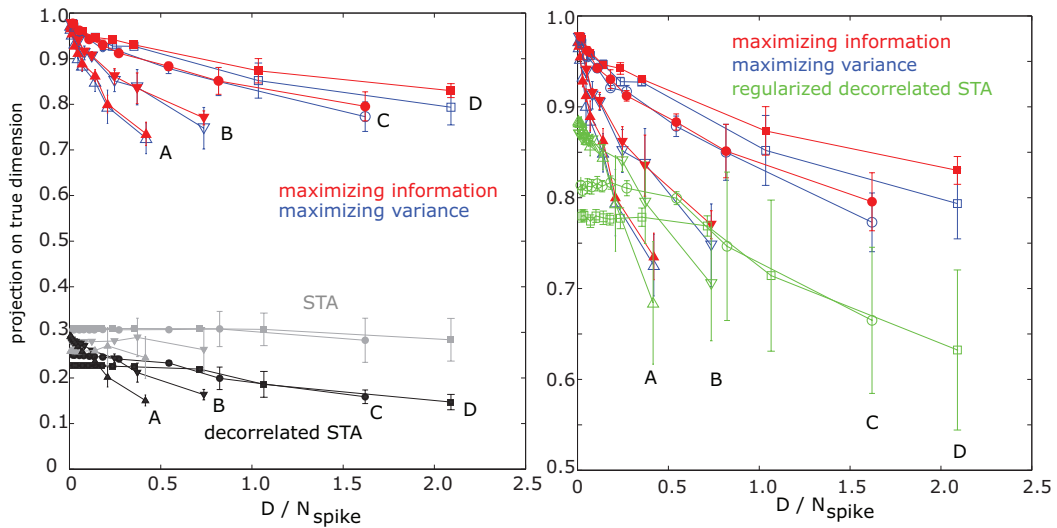 projection on true dimension
1.0
0.9
0.8
0.7
0.6
0.5
0.4
0.3
0.2
0.1
0
0
0.5
1.0
1.5
2.0
D / N_spike
A
B
C
D
maximizing information
maximizing variance
STA
A
B
C
D
decorrelated STA
1.0
0.9
0.8
0.7
0.6
0.5
0
0.5
1.0
1.5
2.0
2.5
D / N_spike
maximizing information
maximizing variance
regularized decorrelated STA
A
B
C
D